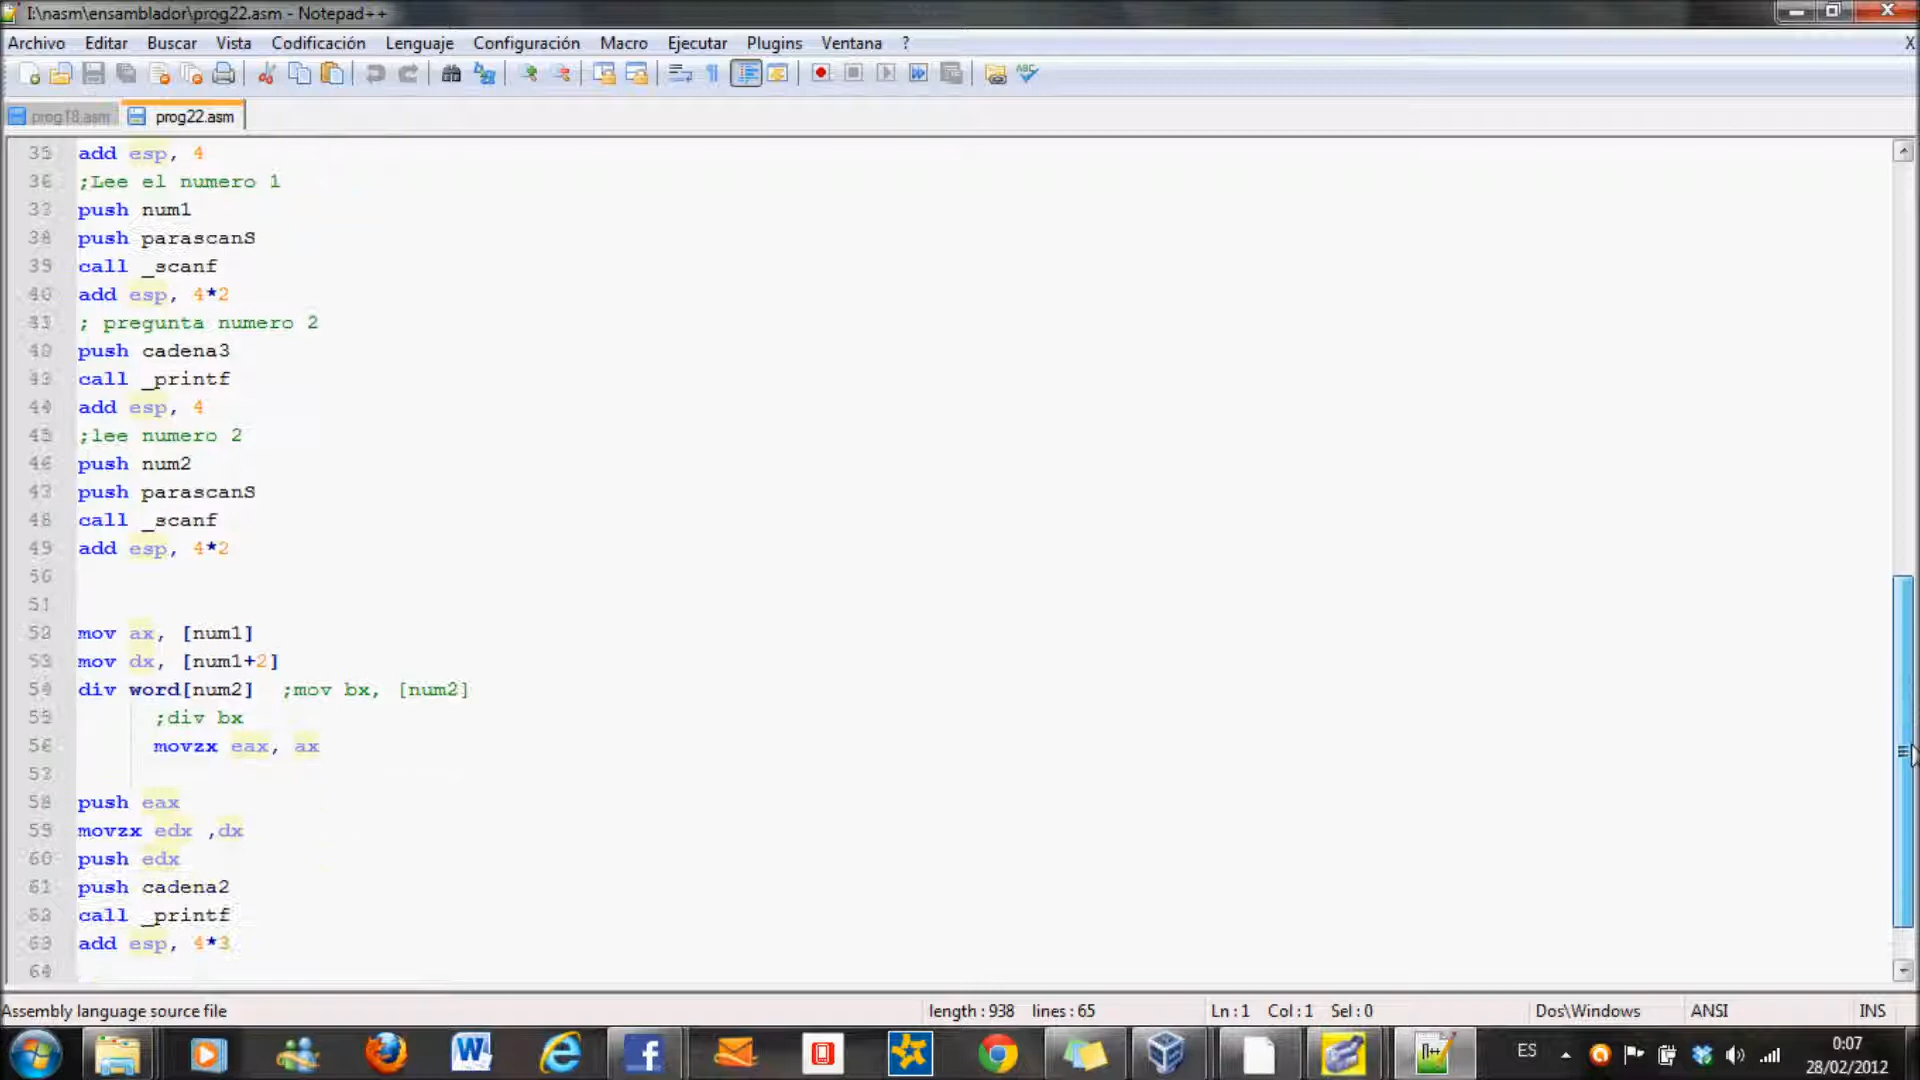 I:\nasm\ensamblador\prog22.asm - Notepad++
Archivo Editar Buscar Vista Codificación Lenguaje Configuración Macro Ejecutar Plugins Ventana ? X
prog18.asm prog22.asm
35 add esp, 4
36 ;Lee el numero 1
37 push num1
38 push parascanS
39 call _scanf
40 add esp, 4*2
41 ; pregunta numero 2
42 push cadena3
43 call _printf
44 add esp, 4
45 ;lee numero 2
46 push num2
47 push parascanS
48 call _scanf
49 add esp, 4*2
50
51
52 mov ax, [num1]
53 mov dx, [num1+2]
54 div word[num2] ;mov bx, [num2]
55 ;div bx
56 movzx eax, ax
57
58 push eax
59 movzx edx ,dx
60 push edx
61 push cadena2
62 call _printf
63 add esp, 4*3
64
Assembly language source file length : 938 lines : 65 Ln : 1 Col : 1 Sel : 0 Dos\Windows ANSI INS
ES 0:07
28/02/2012